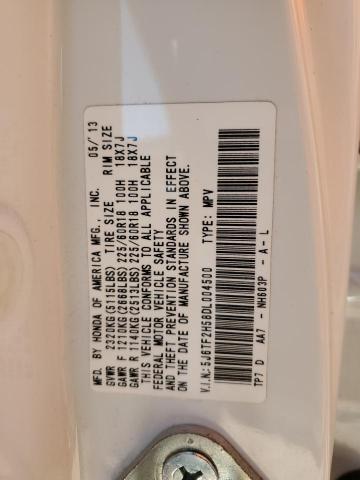 MFD. BY HONDA OF AMERICA MFG., INC. 05/'13
GVWR 2320KG(5115LBS) TIRE SIZE RIM SIZE
GAWR F 1210KG(2668LBS) 225/60R18 100H 18X7J
GAWR R 1140KG(2513LBS) 225/60R18 100H 18X7J
THIS VEHICLE CONFORMS TO ALL APPLICABLE
FEDERAL MOTOR VEHICLE SAFETY
AND THEFT PREVENTION STANDARDS IN EFFECT
ON THE DATE OF MANUFACTURE SHOWN ABOVE.
V.I.N.:5J6TF2H58DL004500 TYPE: MPV
TP7 D AA7 - NH603P - A - L